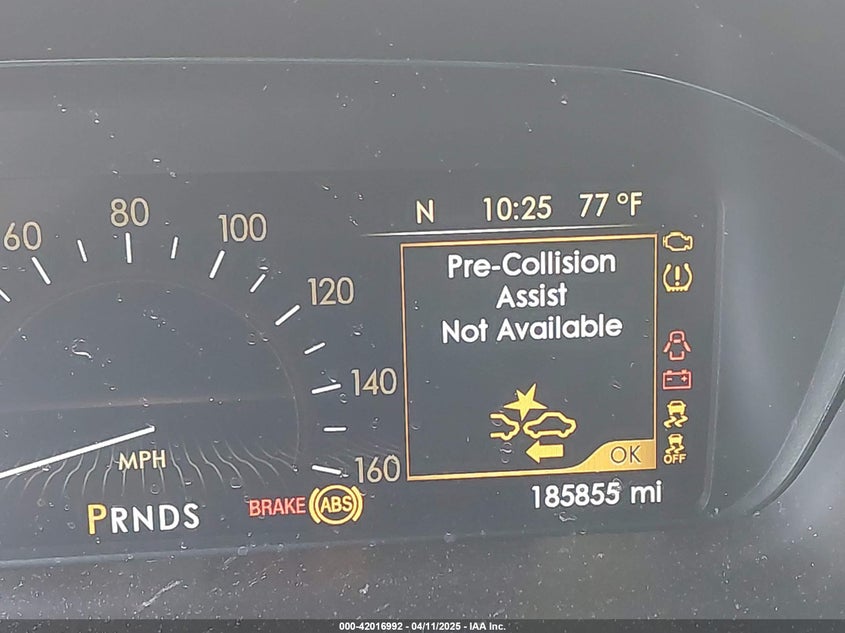 60
80
100
120
140
160
MPH
PRNDS
BRAKE
ABS
N 10:25 77 °F
Pre-Collision
Assist
Not Available
OK
OFF
185855 mi
000-42016992 - 04/11/2025 - IAA Inc.